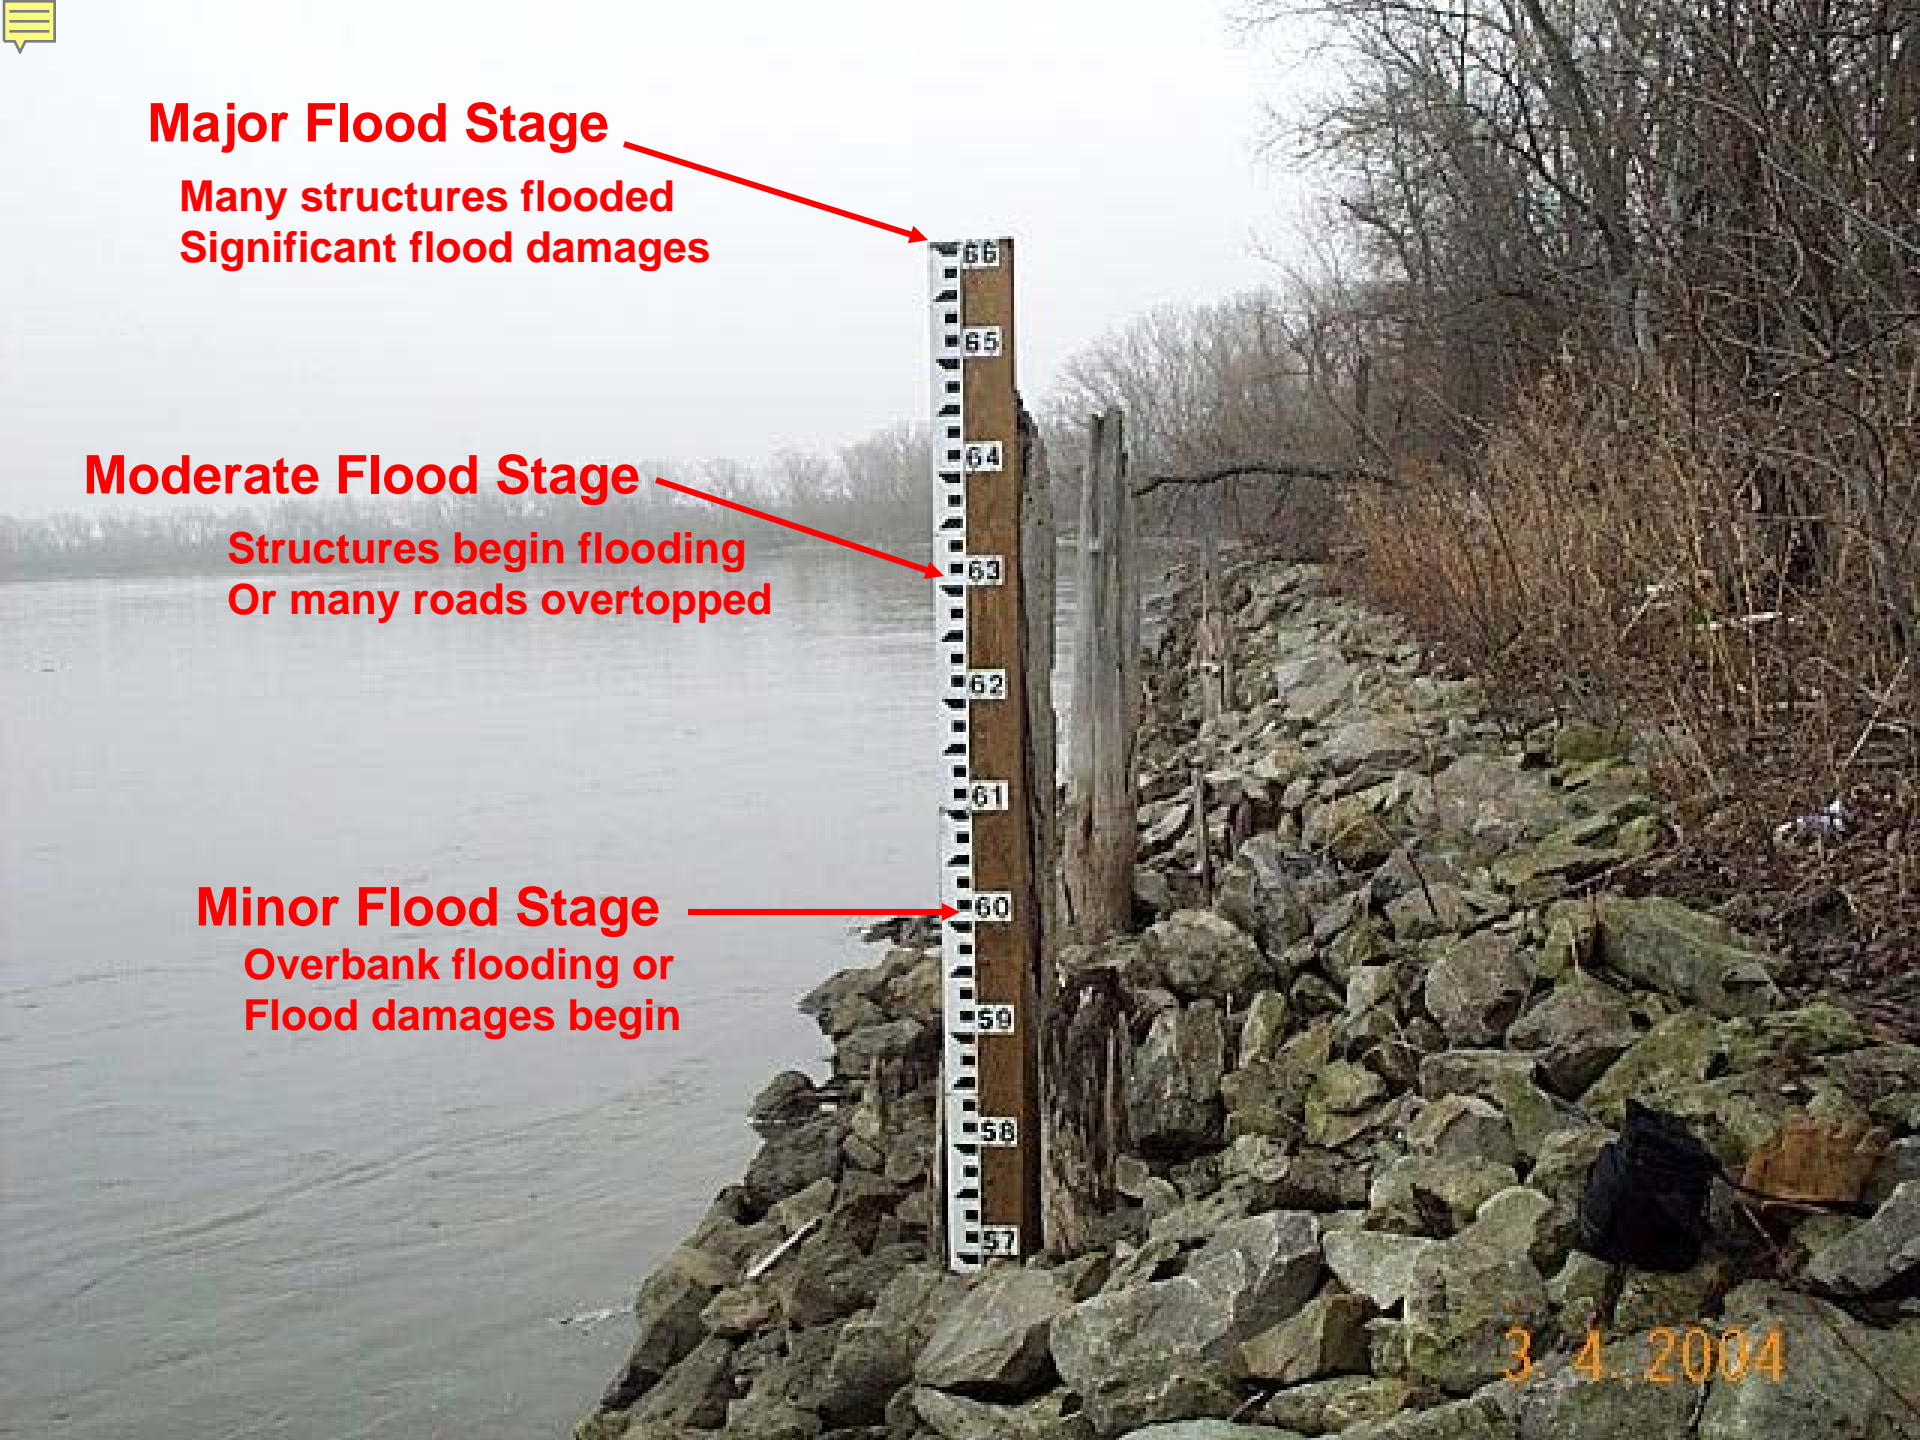 Major Flood Stage
Many structures flooded
Significant flood damages
66
65
64
Moderate Flood Stage
Structures begin flooding
Or many roads overtopped
63
62
61
Minor Flood Stage
60
Overbank flooding or
Flood damages begin
59
58
57
3. 4. 2004